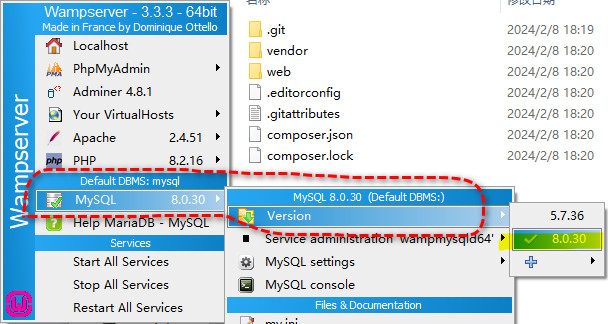 Wampserver - 3.3.3 - 64bit
Made in France by Dominique Ottello
Localhost
PhpMyAdmin
Adminer 4.8.1
Your VirtualHosts
Apache 2.4.51
PHP 8.2.16
Default DBMS: mysql
MySQL 8.0.30
Help MariaDB - MySQL
Services
Start All Services
Stop All Services
Restart All Services
Wampserver
修改日期
.git 2024/2/8 18:19
vendor 2024/2/8 18:20
web 2024/2/8 18:20
.editorconfig 2024/2/8 18:20
.gitattributes 2024/2/8 18:20
composer.json 2024/2/8 18:20
composer.lock 2024/2/8 18:20
MySQL 8.0.30 (Default DBMS:)
Version
Service administration 'wampmysqld64'
MySQL settings
MySQL console
Files & Documentation
my.ini
5.7.36
8.0.30